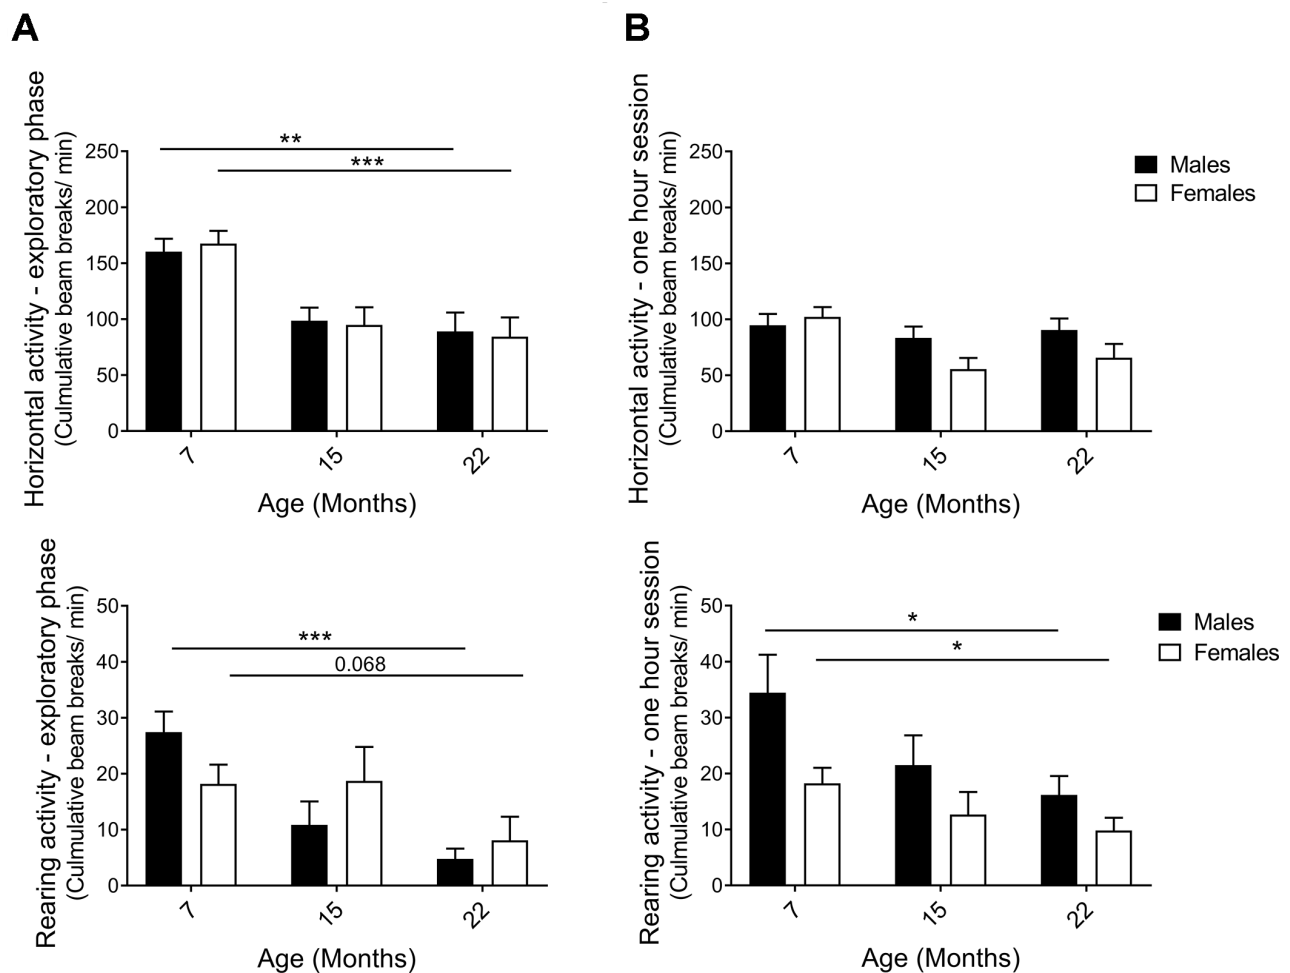 A
B
Horizontal activity - exploratory phase
(Culmulative beam breaks/ min)
250
200
150
100
50
0
**
***
7
15
22
Age (Months)
Horizontal activity - one hour session
(Culmulative beam breaks/ min)
250
200
150
100
50
0
7
15
22
Age (Months)
Males
Females
Rearing activity - exploratory phase
(Culmulative beam breaks/ min)
50
40
30
20
10
0
***
0.068
7
15
22
Age (Months)
Rearing activity - one hour session
(Culmulative beam breaks/ min)
50
40
30
20
10
0
*
*
7
15
22
Age (Months)
Males
Females